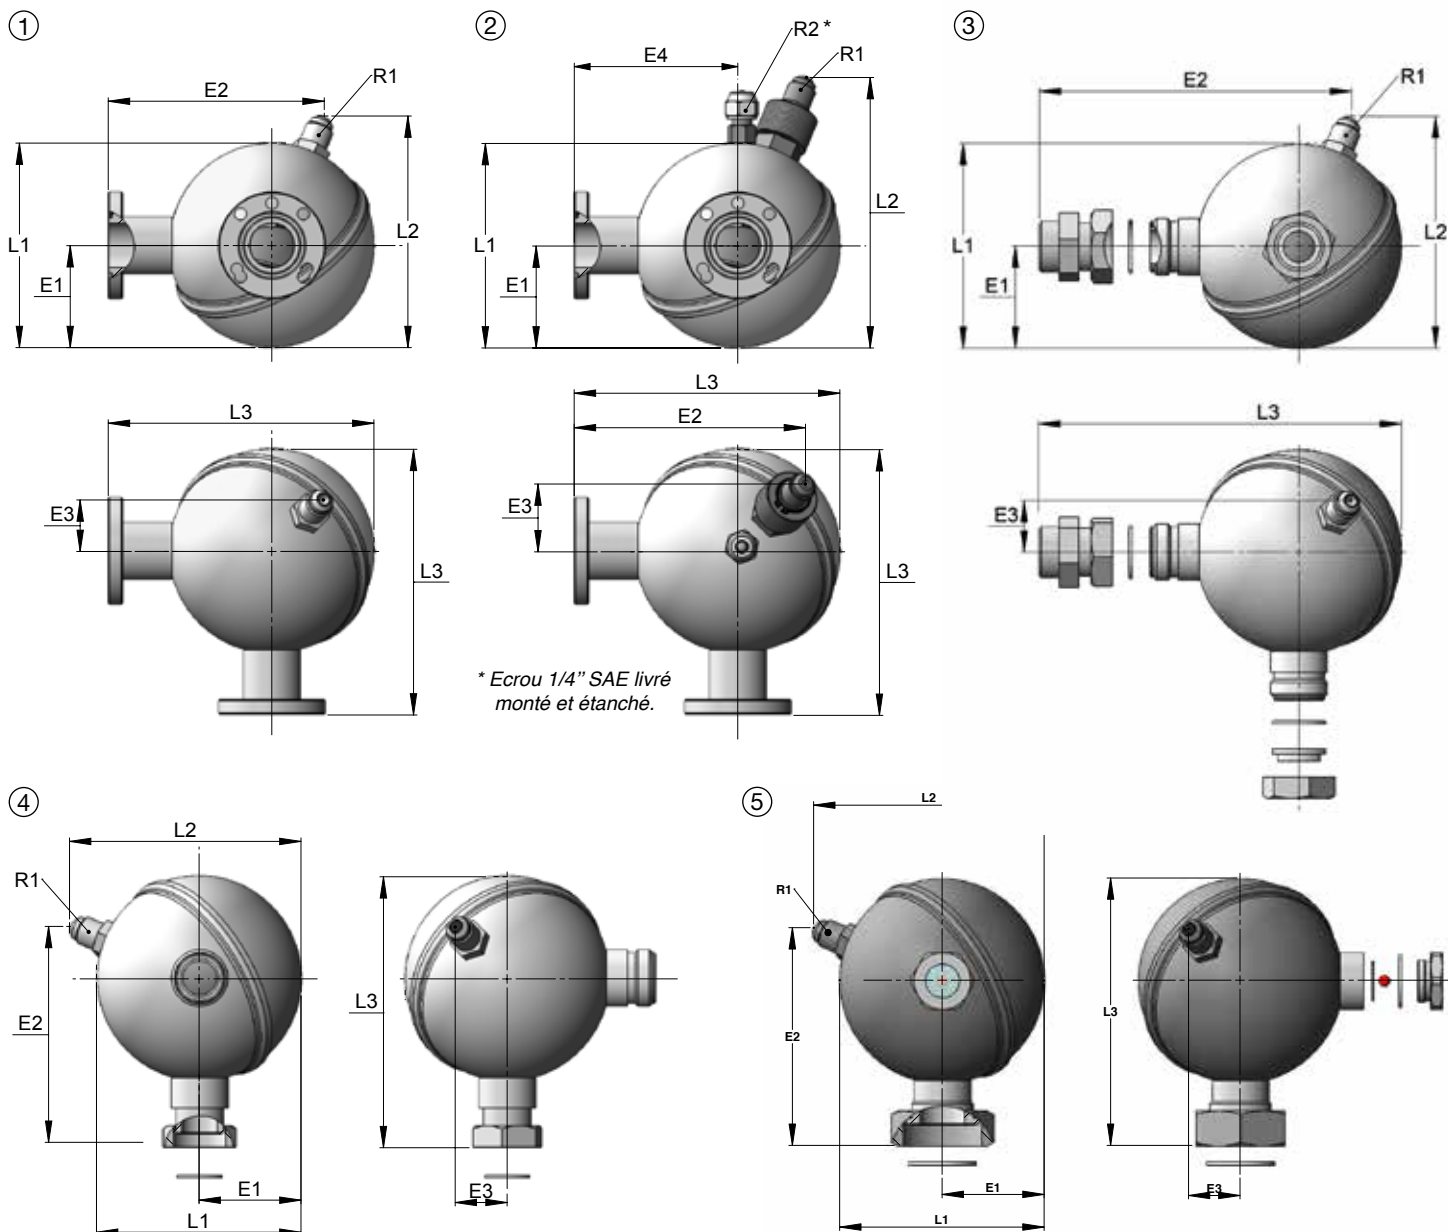 ①
E2
R1
L1
E1
L2
L3
E3
L3
②
E4
R2 *
R1
L1
E1
L2
L3
E2
E3
L3
* Ecrou 1/4” SAE livré
monté et étanché.
③
E2
R1
L1
E1
L2
L3
E3
④
L2
R1
E2
E1
L1
L3
E3
⑤
L2
R1
E2
E1
L1
L3
E3